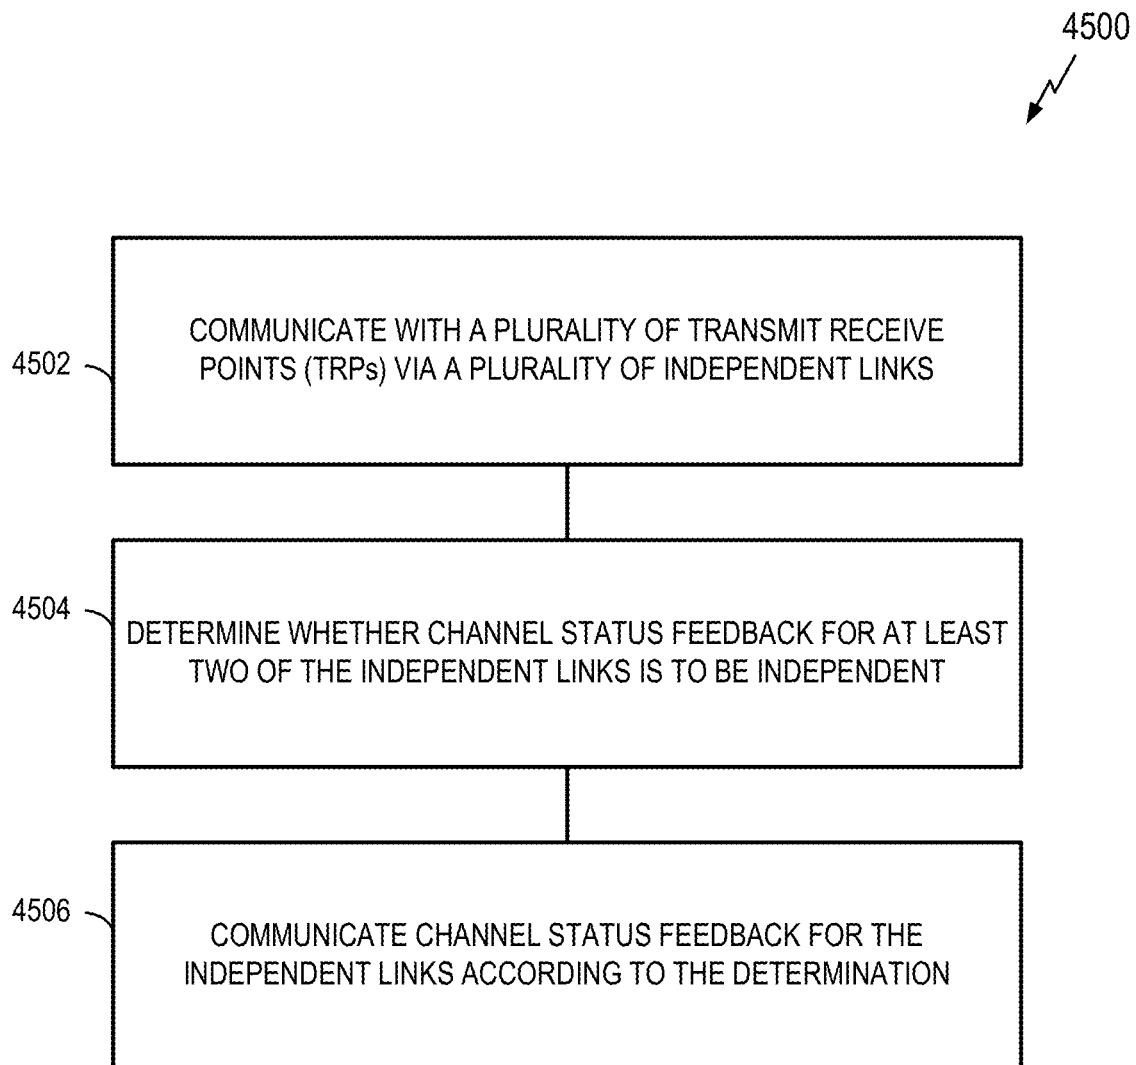 4500
4502
COMMUNICATE WITH A PLURALITY OF TRANSMIT RECEIVE
POINTS (TRPs) VIA A PLURALITY OF INDEPENDENT LINKS
4504
DETERMINE WHETHER CHANNEL STATUS FEEDBACK FOR AT LEAST
TWO OF THE INDEPENDENT LINKS IS TO BE INDEPENDENT
4506
COMMUNICATE CHANNEL STATUS FEEDBACK FOR THE
INDEPENDENT LINKS ACCORDING TO THE DETERMINATION